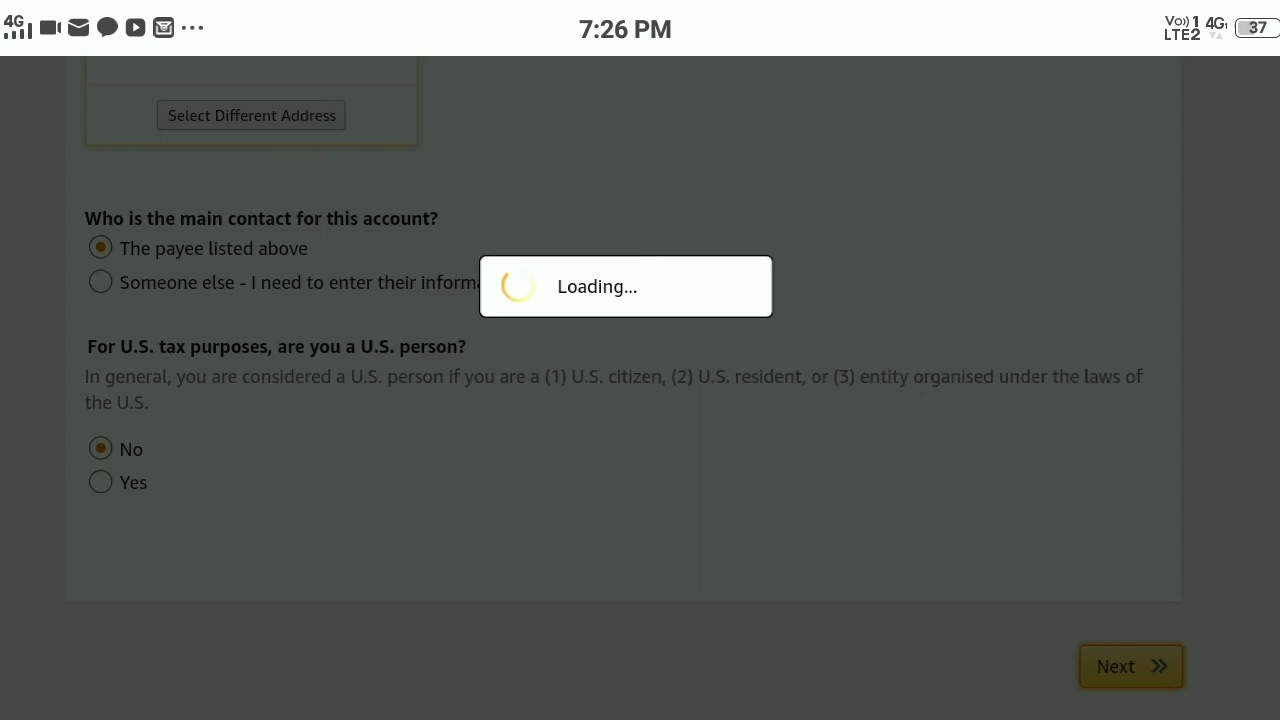 4G
7:26 PM
Vo)) 1 4G
LTE2
37
Select Different Address
Who is the main contact for this account?
The payee listed above
Someone else - I need to enter their inform
Loading...
For U.S. tax purposes, are you a U.S. person?
In general, you are considered a U.S. person if you are a (1) U.S. citizen, (2) U.S. resident, or (3) entity organised under the laws of
the U.S.
No
Yes
Next